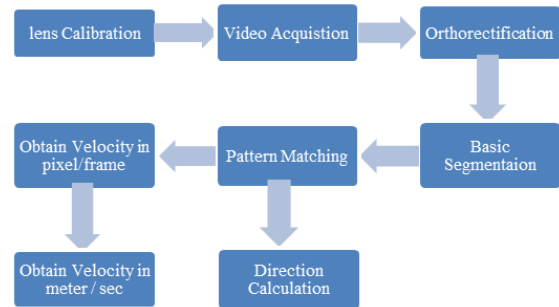 lens Calibration
Video Acquistion
Orthorectification
Basic
Segmentaion
Pattern Matching
Obtain Velocity in
pixel/frame
Obtain Velocity in
meter / sec
Direction
Calculation